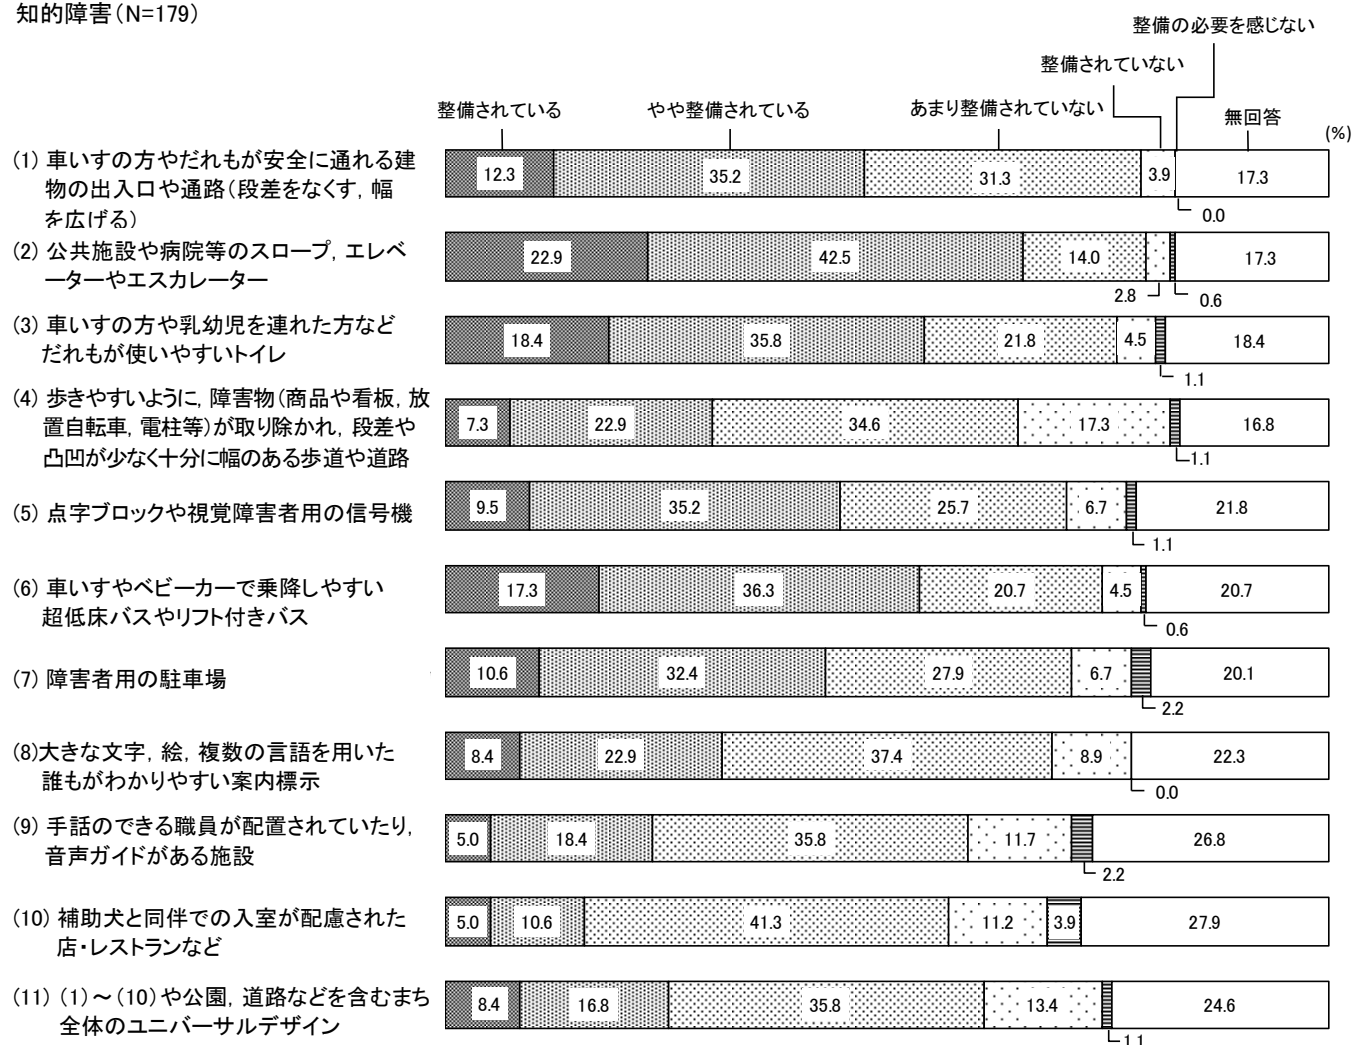 知的障害(N=179)
整備の必要を感じない
整備されていない
整備されている やや整備されている あまり整備されていない 無回答
(%)
(1) 車いすの方やだれもが安全に通れる建
物の出入口や通路(段差をなくす, 幅
を広げる)
12.3 35.2 31.3 3.9 17.3
0.0
(2) 公共施設や病院等のスロープ, エレベ
ーターやエスカレーター
22.9 42.5 14.0 17.3
2.8 0.6
(3) 車いすの方や乳幼児を連れた方など
だれもが使いやすいトイレ
18.4 35.8 21.8 4.5 18.4
1.1
(4) 歩きやすいように, 障害物(商品や看板, 放
置自転車, 電柱等)が取り除かれ, 段差や
凸凹が少なく十分に幅のある歩道や道路
7.3 22.9 34.6 17.3 16.8
1.1
(5) 点字ブロックや視覚障害者用の信号機
9.5 35.2 25.7 6.7 21.8
1.1
(6) 車いすやベビーカーで乗降しやすい
超低床バスやリフト付きバス
17.3 36.3 20.7 4.5 20.7
0.6
(7) 障害者用の駐車場
10.6 32.4 27.9 6.7 20.1
2.2
(8)大きな文字, 絵, 複数の言語を用いた
誰もがわかりやすい案内標示
8.4 22.9 37.4 8.9 22.3
0.0
(9) 手話のできる職員が配置されていたり,
音声ガイドがある施設
5.0 18.4 35.8 11.7 26.8
2.2
(10) 補助犬と同伴での入室が配慮された
店・レストランなど
5.0 10.6 41.3 11.2 3.9 27.9
(11) (1)~(10)や公園, 道路などを含むまち
全体のユニバーサルデザイン
8.4 16.8 35.8 13.4 24.6
1.1